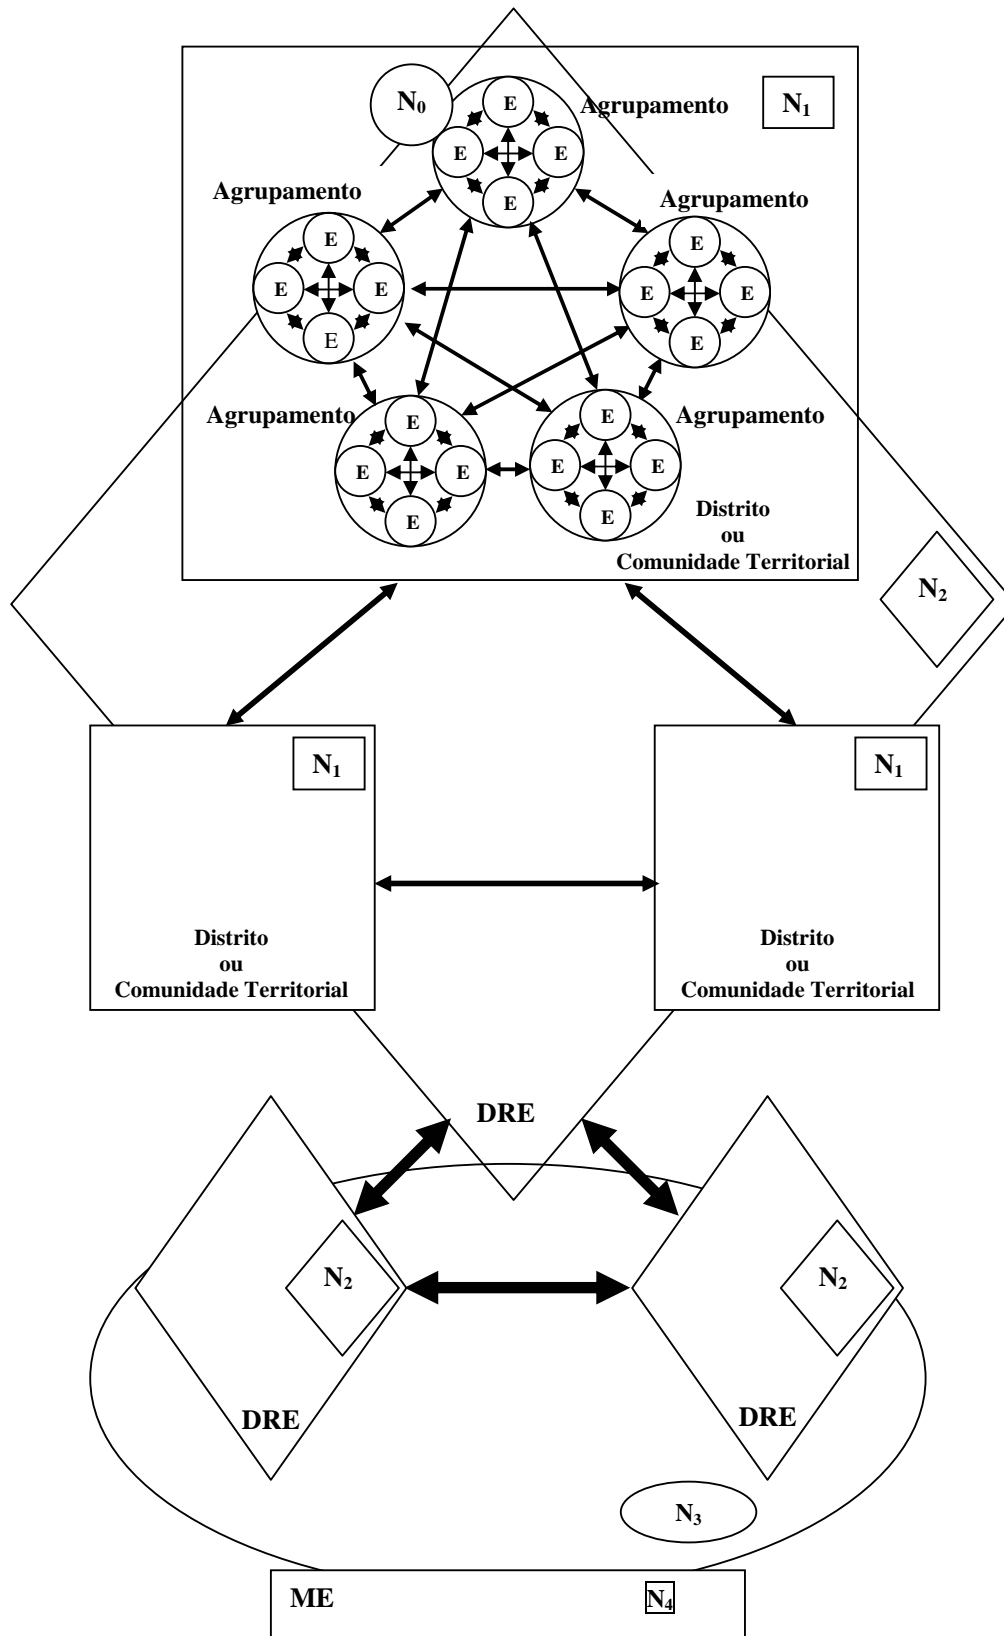 N₀
Agrupamento
N₁
E
E
E
E
Agrupamento
Agrupamento
E
E
E
E
E
E
E
E
Agrupamento
Agrupamento
E
E
E
E
E
E
E
E
Distrito
ou
Comunidade Territorial
N₂
N₁
N₁
Distrito
ou
Comunidade Territorial
Distrito
ou
Comunidade Territorial
DRE
N₂
N₂
DRE
DRE
N₃
ME
N₄